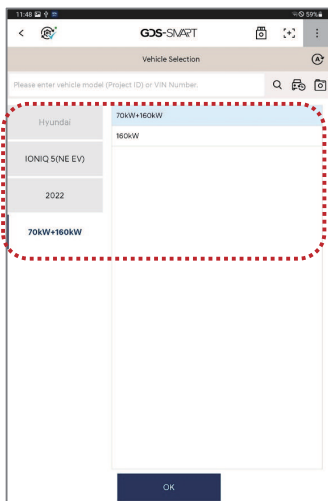 11:48 59%
GDS-SMART
Vehicle Selection
Please enter vehicle model (Project ID) or VIN Number.
Hyundai
70kW+160kW
160kW
IONIQ 5(NE EV)
2022
70kW+160kW
OK